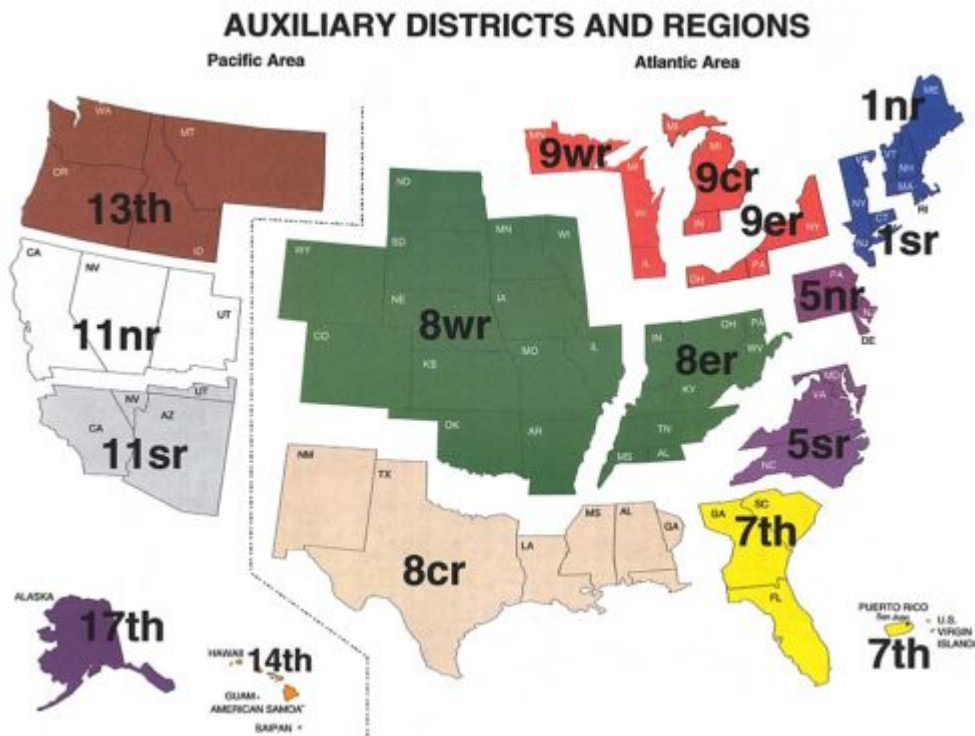 AUXILIARY DISTRICTS AND REGIONS
Pacific Area
Atlantic Area
WA
MT
OR
13th
ID
CA
NV
UT
11nr
UT
NV
AZ
CA
11sr
ALASKA
17th
HAWAII
14th
GUAM
AMERICAN SAMOA
SAIPAN
ND
MN
WI
SD
WY
NE
IA
8wr
CO
KS
MO
IL
OK
AR
OH
PA
IN
WV
8er
KY
TN
MS
AL
NM
TX
MS
AL
GA
LA
8cr
MN
9wr
MI
WI
IL
MI
MI
9cr
IN
9er
NY
OH
PA
ME
1nr
VT
NH
MA
RI
NY
CT
1sr
NJ
PA
5nr
NJ
DE
MD
VA
5sr
NC
GA
SC
7th
FL
PUERTO RICO
San Juan
U.S.
VIRGIN
ISLAND
7th